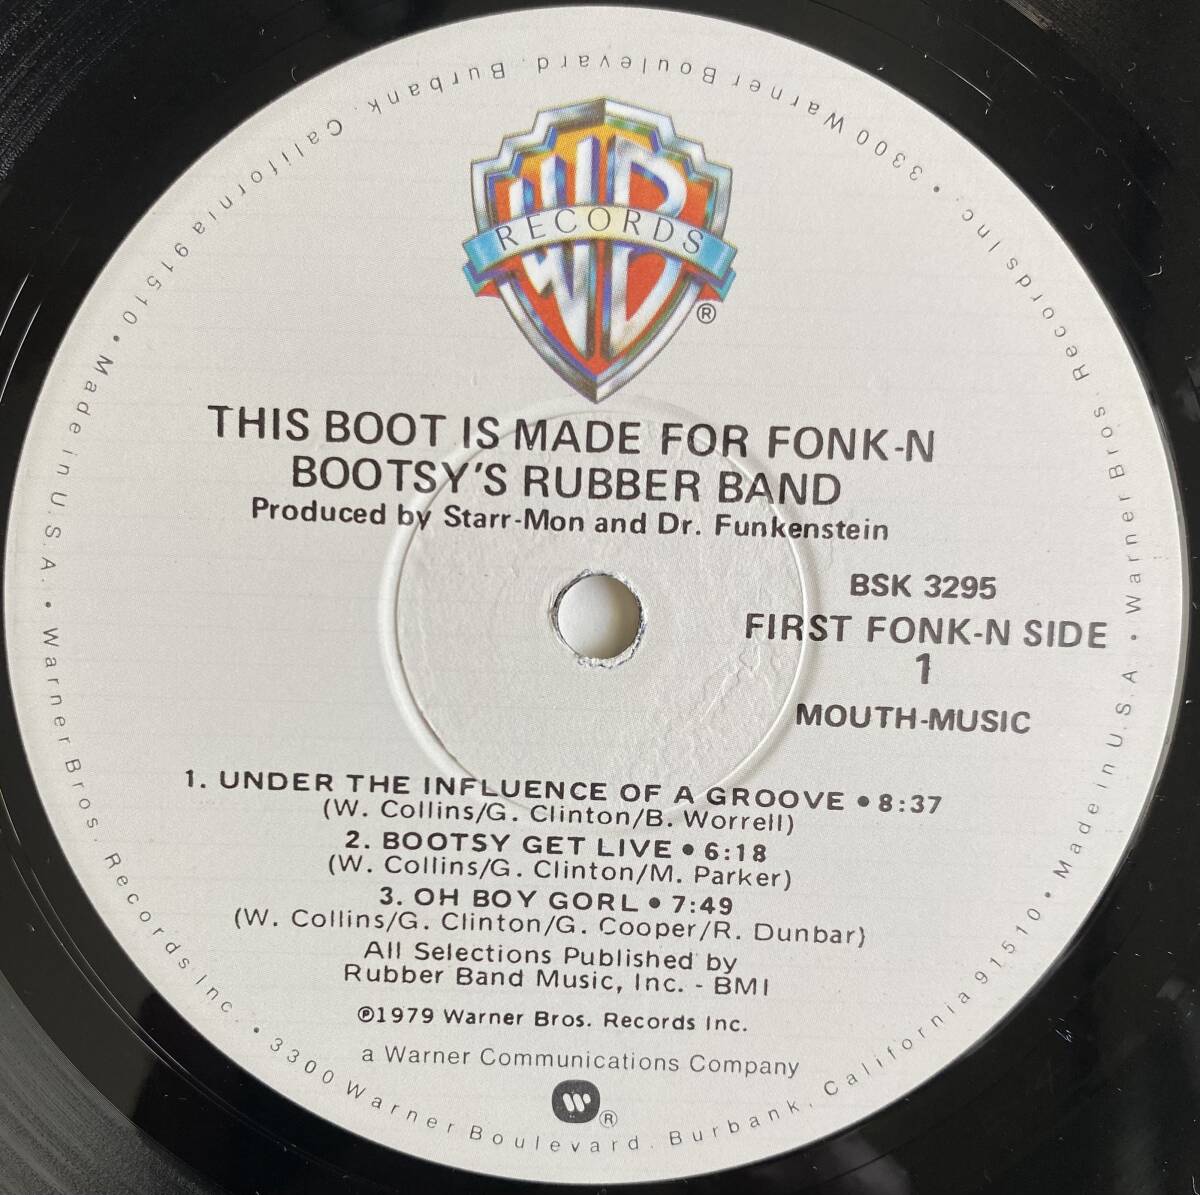 WB
RECORDS
®
THIS BOOT IS MADE FOR FONK-N
BOOTSY'S RUBBER BAND
Produced by Starr-Mon and Dr. Funkenstein
BSK 3295
FIRST FONK-N SIDE
1
MOUTH-MUSIC
1. UNDER THE INFLUENCE OF A GROOVE • 8:37
(W. Collins/G. Clinton/B. Worrell)
2. BOOTSY GET LIVE • 6:18
(W. Collins/G. Clinton/M. Parker)
3. OH BOY GORL • 7:49
(W. Collins/G. Clinton/G. Cooper/R. Dunbar)
All Selections Published by
Rubber Band Music, Inc. - BMI
℗1979 Warner Bros. Records Inc.
a Warner Communications Company
®
Warner Bros. Records Inc. • 3300 Warner Boulevard. Burbank, California 91510 • Made in U.S.A. • Warner Bros. Records Inc. • 3300 Warner Boulevard. Burbank, California 91510 • Made in U.S.A. •